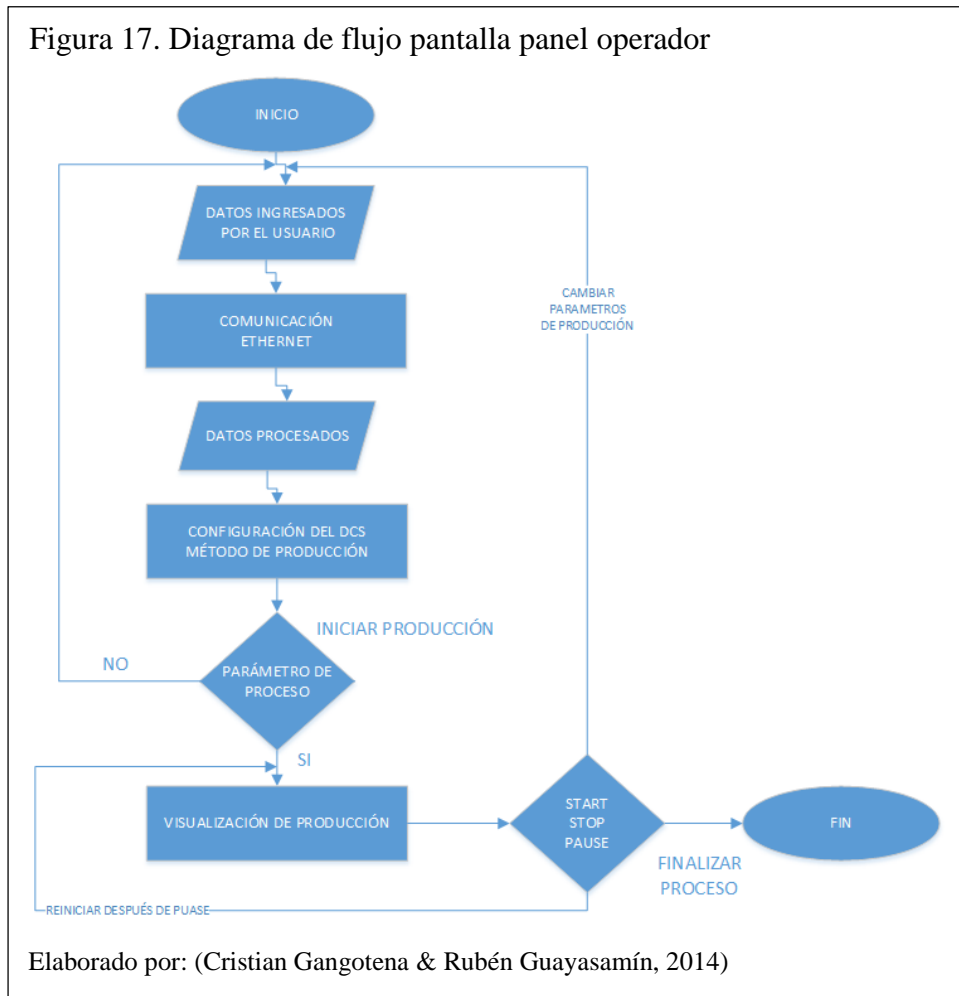 Figura 17. Diagrama de flujo pantalla panel operador
INICIO
DATOS INGRESADOS
POR EL USUARIO
COMUNICACIÓN
ETHERNET
CAMBIAR
PARAMETROS
DE PRODUCCIÓN
DATOS PROCESADOS
CONFIGURACIÓN DEL DCS
MÉTODO DE PRODUCCIÓN
INICIAR PRODUCCIÓN
NO
PARÁMETRO DE
PROCESO
SI
VISUALIZACIÓN DE PRODUCCIÓN
START
STOP
PAUSE
FIN
FINALIZAR
PROCESO
REINICIAR DESPUÉS DE PUASE
Elaborado por: (Cristian Gangotena & Rubén Guayasamín, 2014)